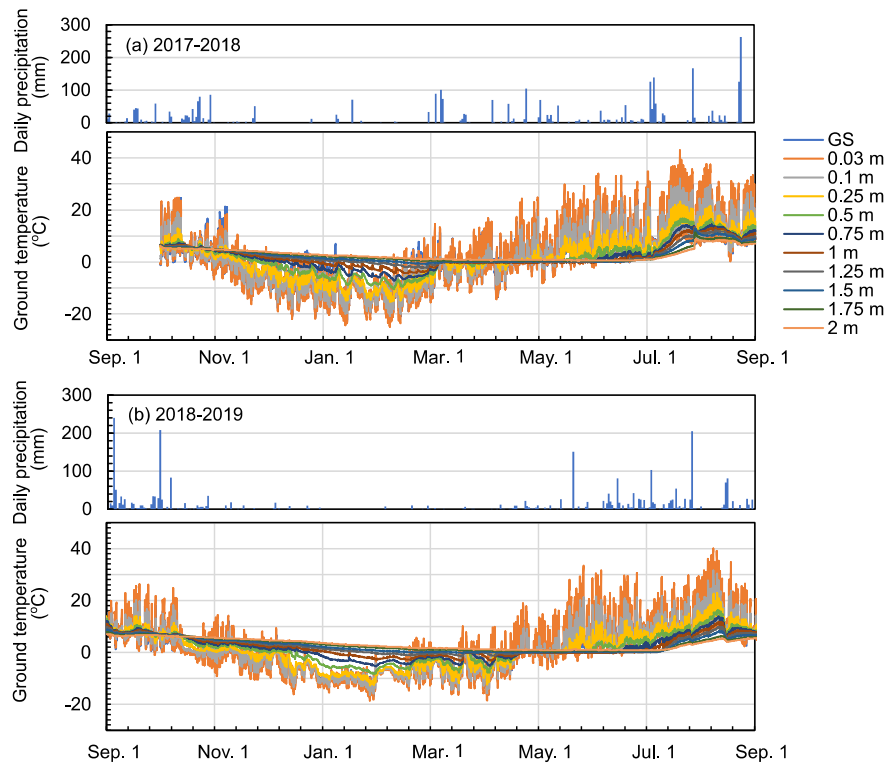 (a) 2017-2018
Daily precipitation
(mm)
300
200
100
0
Ground temperature
(°C)
40
20
0
-20
Sep. 1 Nov. 1 Jan. 1 Mar. 1 May. 1 Jul. 1 Sep. 1
GS
0.03 m
0.1 m
0.25 m
0.5 m
0.75 m
1 m
1.25 m
1.5 m
1.75 m
2 m
(b) 2018-2019
Daily precipitation
(mm)
300
200
100
0
Ground temperature
(°C)
40
20
0
-20
Sep. 1 Nov. 1 Jan. 1 Mar. 1 May. 1 Jul. 1 Sep. 1